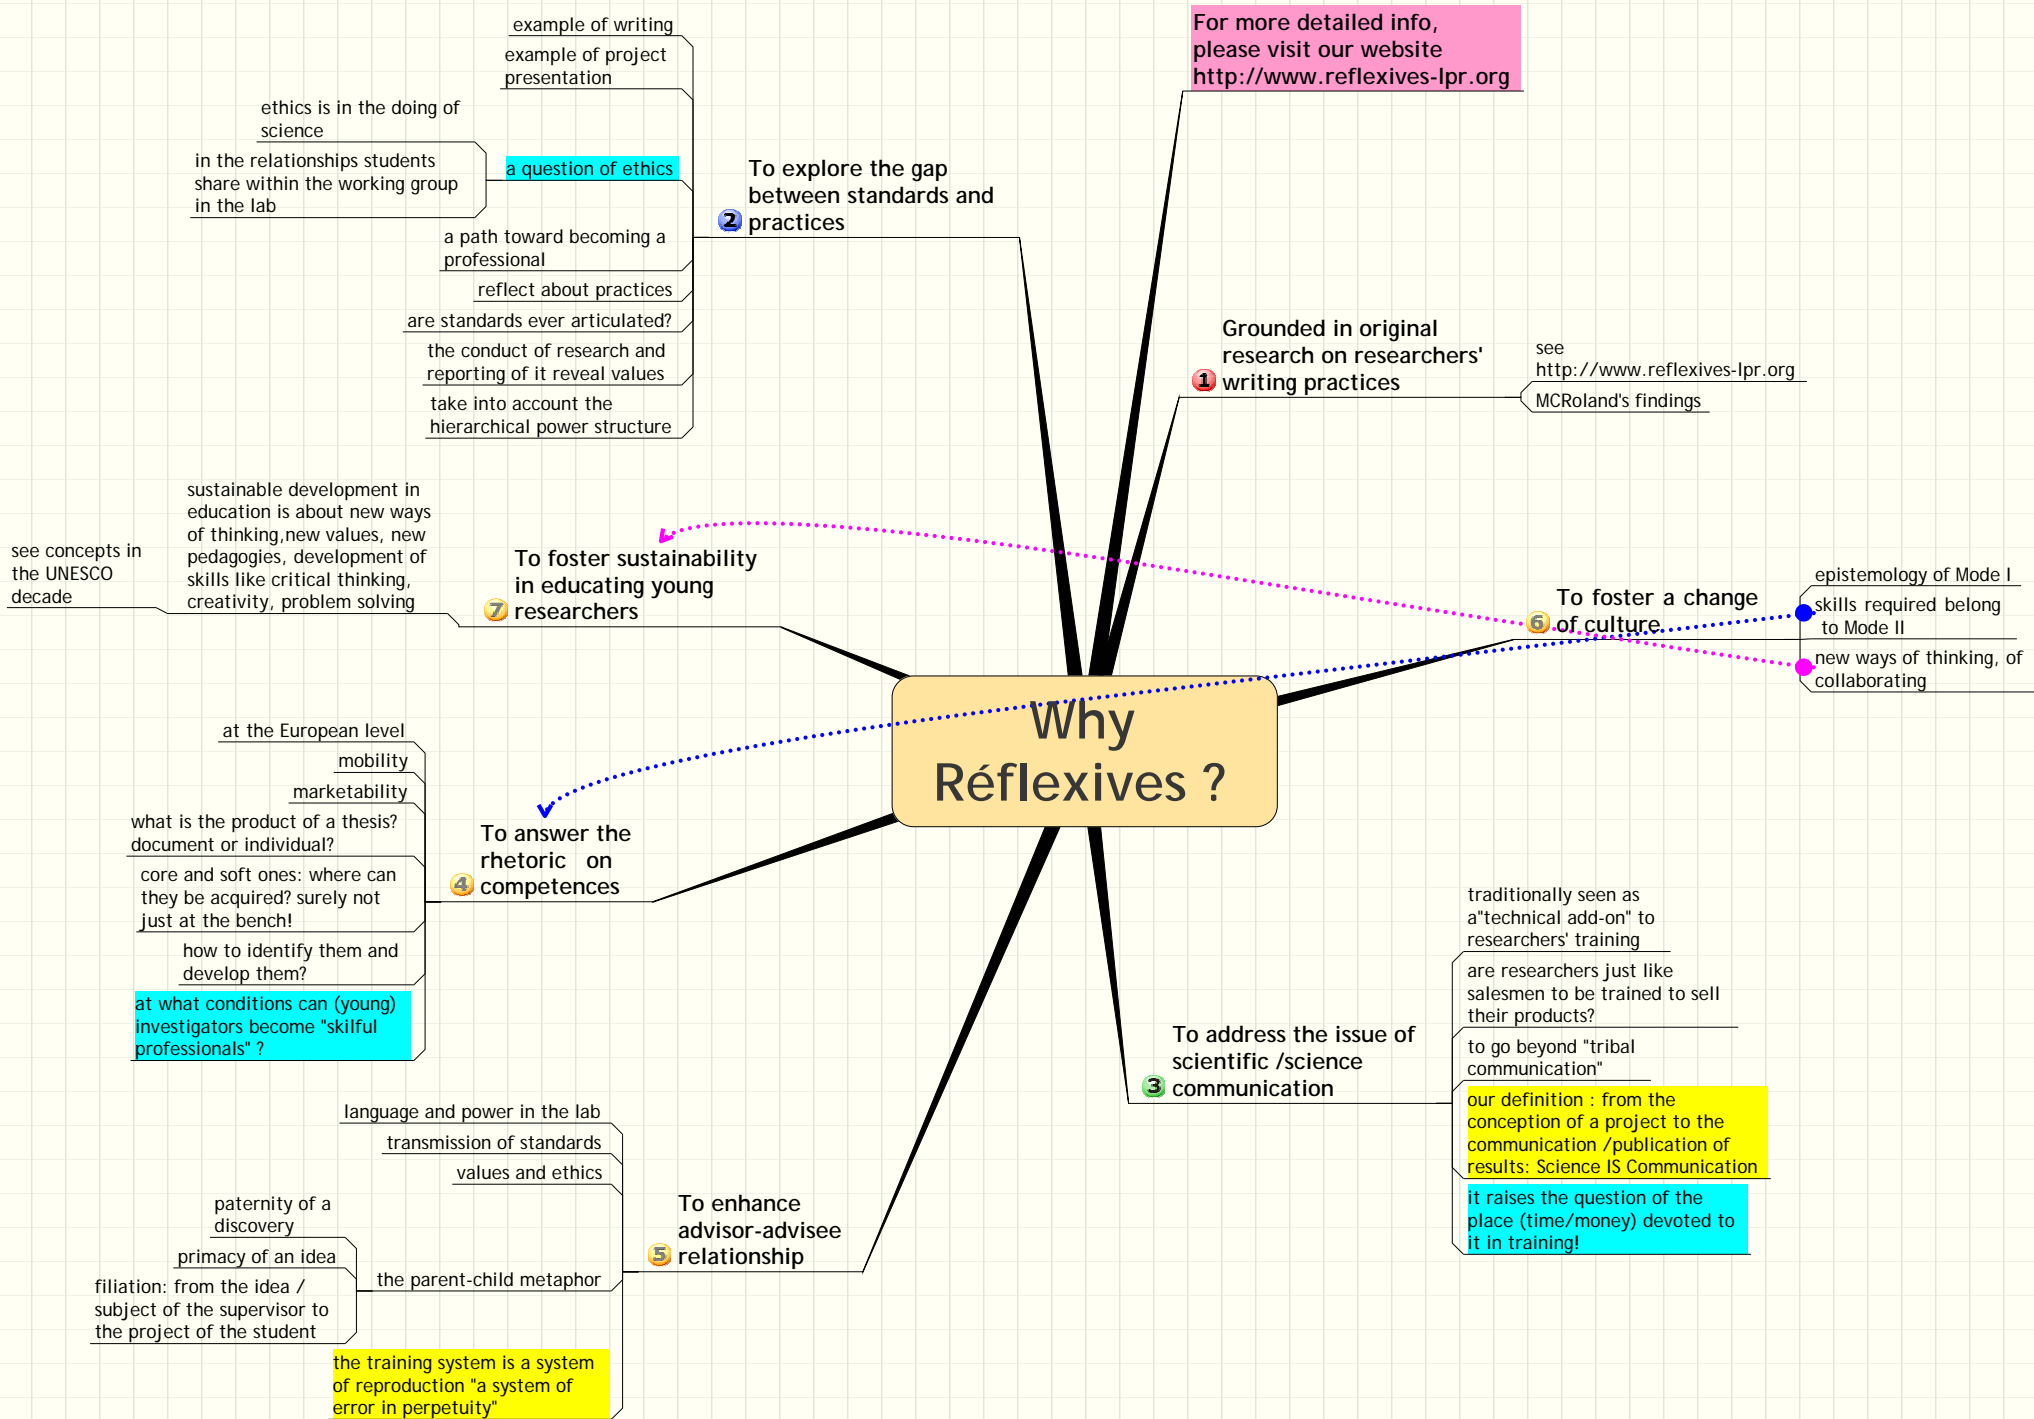 Why
Réflexives ?
For more detailed info,
please visit our website
http://www.reflexives-lpr.org
1
Grounded in original
research on researchers'
writing practices
see
http://www.reflexives-lpr.org
MCRoland's findings
2
To explore the gap
between standards and
practices
example of writing
example of project
presentation
a question of ethics
ethics is in the doing of
science
in the relationships students
share within the working group
in the lab
a path toward becoming a
professional
reflect about practices
are standards ever articulated?
the conduct of research and
reporting of it reveal values
take into account the
hierarchical power structure
3
To address the issue of
scientific /science
communication
traditionally seen as
a"technical add-on" to
researchers' training
are researchers just like
salesmen to be trained to sell
their products?
to go beyond "tribal
communication"
our definition : from the
conception of a project to the
communication /publication of
results: Science IS Communication
it raises the question of the
place (time/money) devoted to
it in training!
4
To answer the
rhetoric on
competences
at the European level
mobility
marketability
what is the product of a thesis?
document or individual?
core and soft ones: where can
they be acquired? surely not
just at the bench!
how to identify them and
develop them?
at what conditions can (young)
investigators become "skilful
professionals" ?
5
To enhance
advisor-advisee
relationship
language and power in the lab
transmission of standards
values and ethics
the parent-child metaphor
paternity of a
discovery
primacy of an idea
filiation: from the idea /
subject of the supervisor to
the project of the student
the training system is a system
of reproduction "a system of
error in perpetuity"
6
To foster a change
of culture
epistemology of Mode I
skills required belong
to Mode II
new ways of thinking, of
collaborating
7
To foster sustainability
in educating young
researchers
sustainable development in
education is about new ways
of thinking,new values, new
pedagogies, development of
skills like critical thinking,
creativity, problem solving
see concepts in
the UNESCO
decade